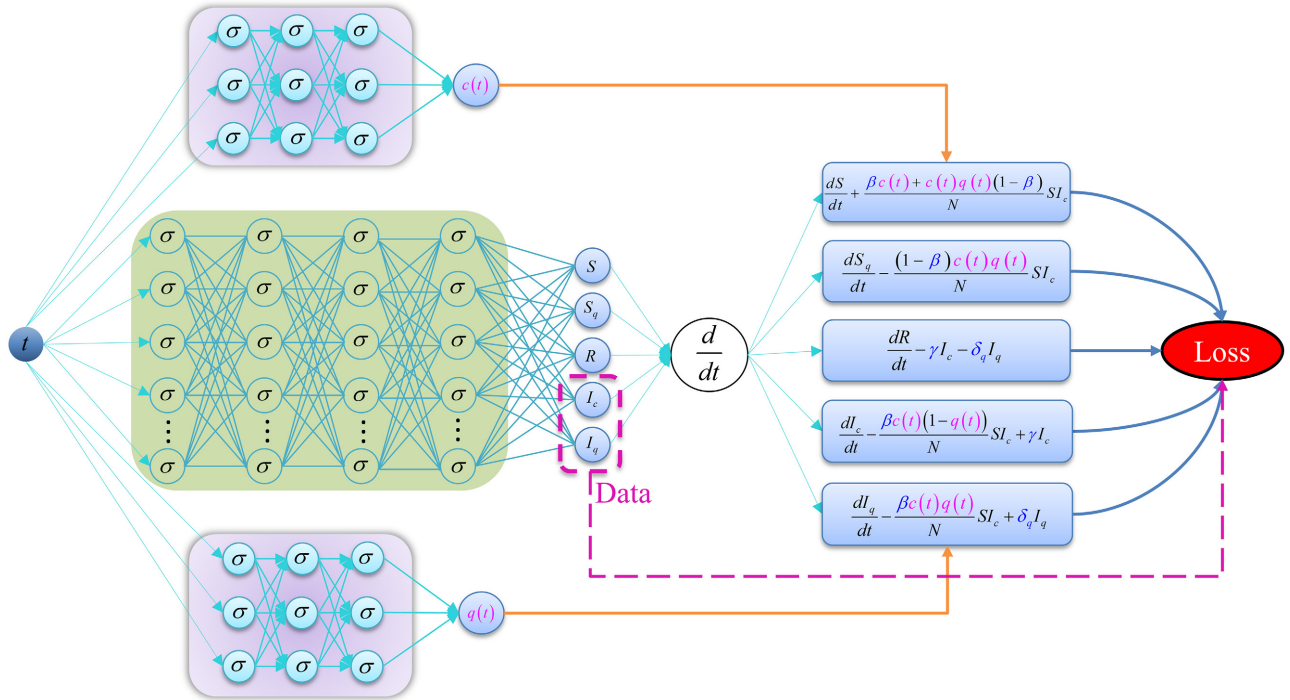 σ σ σ
σ σ σ
σ σ σ
c(t)
σ σ σ σ
σ σ σ σ
σ σ σ σ
σ σ σ σ
⋮ ⋮ ⋮ ⋮
σ σ σ σ
t
S
S_q
R
I_c
I_q
Data
d/dt
dS/dt + (βc(t) + c(t)q(t)(1 − β))/N SI_c
dS_q/dt − ((1 − β)c(t)q(t))/N SI_c
dR/dt − γI_c − δ_qI_q
dI_c/dt − (βc(t)(1 − q(t)))/N SI_c + γI_c
dI_q/dt − (βc(t)q(t))/N SI_c + δ_qI_q
Loss
σ σ σ
σ σ σ
σ σ σ
q(t)